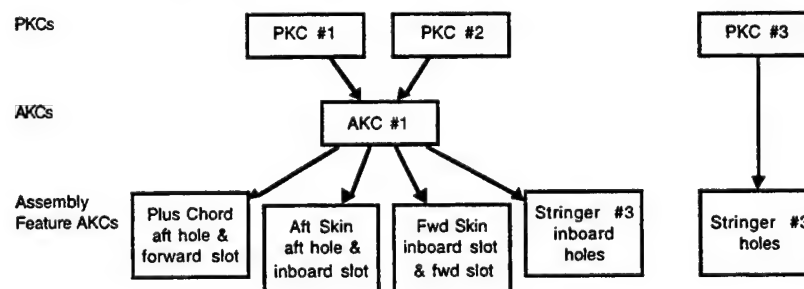 PKCs
PKC #1
PKC #2
PKC #3
AKCs
AKC #1
Assembly
Feature AKCs
Plus Chord
aft hole &
forward slot
Aft Skin
aft hole &
inboard slot
Fwd Skin
inboard slot
& fwd slot
Stringer #3
inboard
holes
Stringer #3
holes